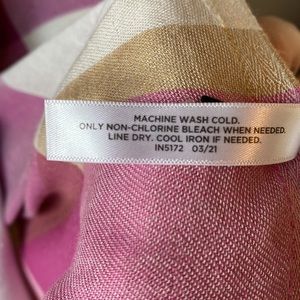 MACHINE WASH COLD.
ONLY NON-CHLORINE BLEACH WHEN NEEDED.
LINE DRY. COOL IRON IF NEEDED.
IN5172 03/21